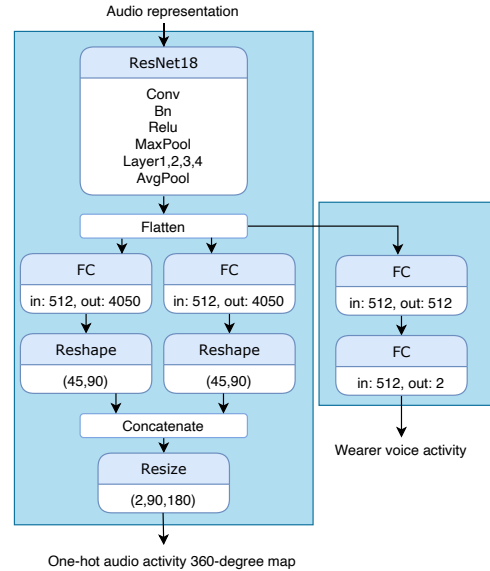 Audio representation
ResNet18
Conv
Bn
Relu
MaxPool
Layer1,2,3,4
AvgPool
Flatten
FC
in: 512, out: 4050
FC
in: 512, out: 4050
Reshape
(45,90)
Reshape
(45,90)
Concatenate
Resize
(2,90,180)
One-hot audio activity 360-degree map
FC
in: 512, out: 512
FC
in: 512, out: 2
Wearer voice activity